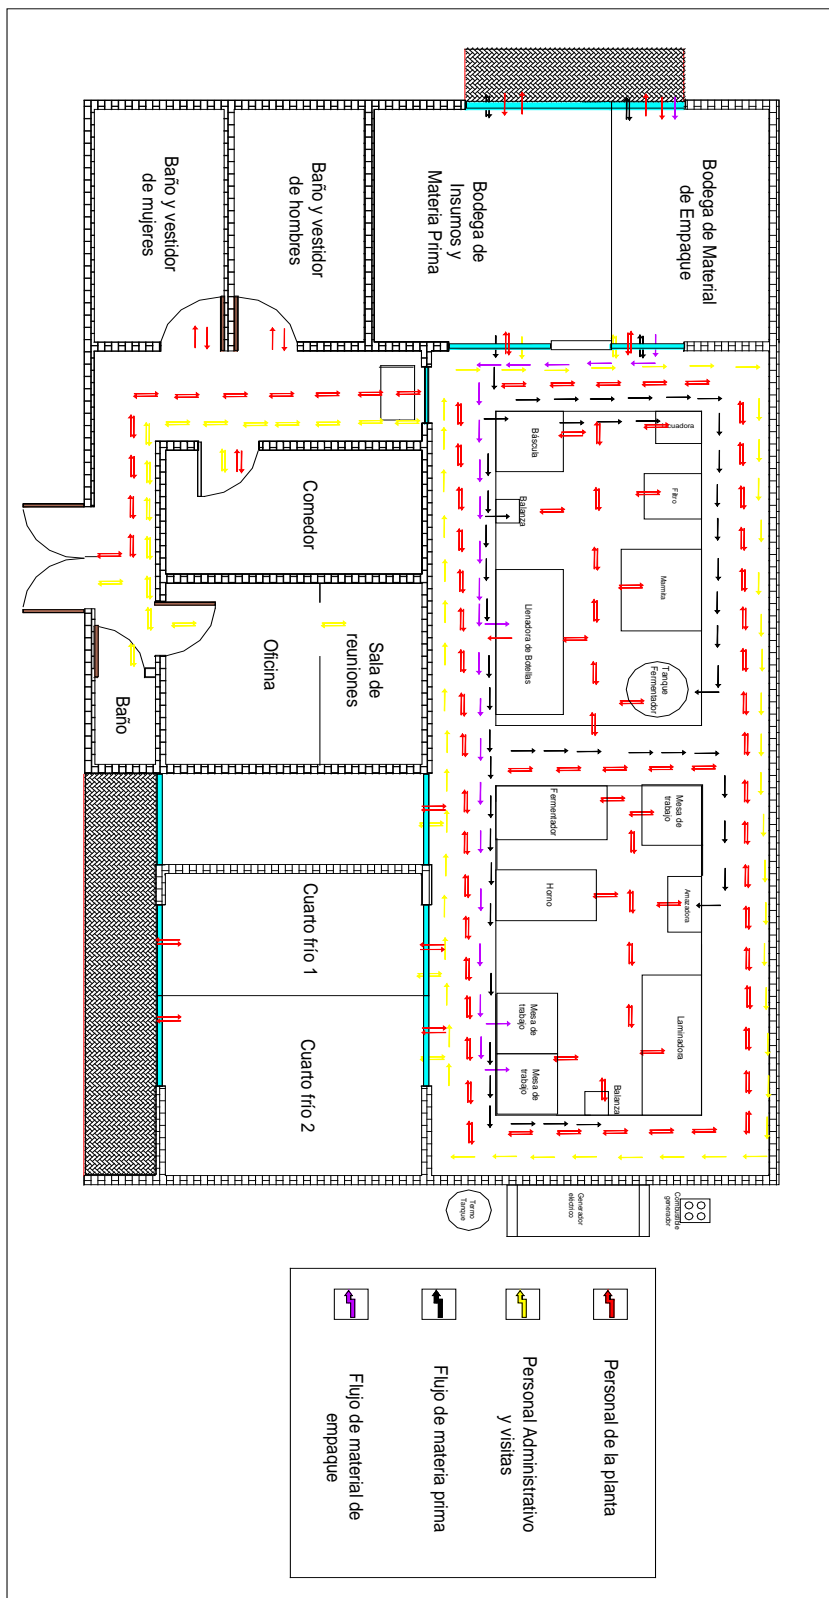 Bodega de Material
de Empaque
Bodega de
Insumos y
Materia Prima
Baño y vestidor
de hombres
Baño y vestidor
de mujeres
Báscula
Filtro
Balanza
Marmita
Llenadora de Botellas
Tanque
Fermentador
Comedor
Sala de
reuniones
Oficina
Baño
Mesa de
trabajo
Fermentador
Amazadora
Horno
Laminadora
Mesa de
trabajo
Mesa de
trabajo
Balanza
Cuarto frío 1
Cuarto frío 2
Combustible
generador
Generador
eléctrico
Termo
Tanque
Personal de la planta
Personal Administrativo
y visitas
Flujo de materia prima
Flujo de material de
empaque